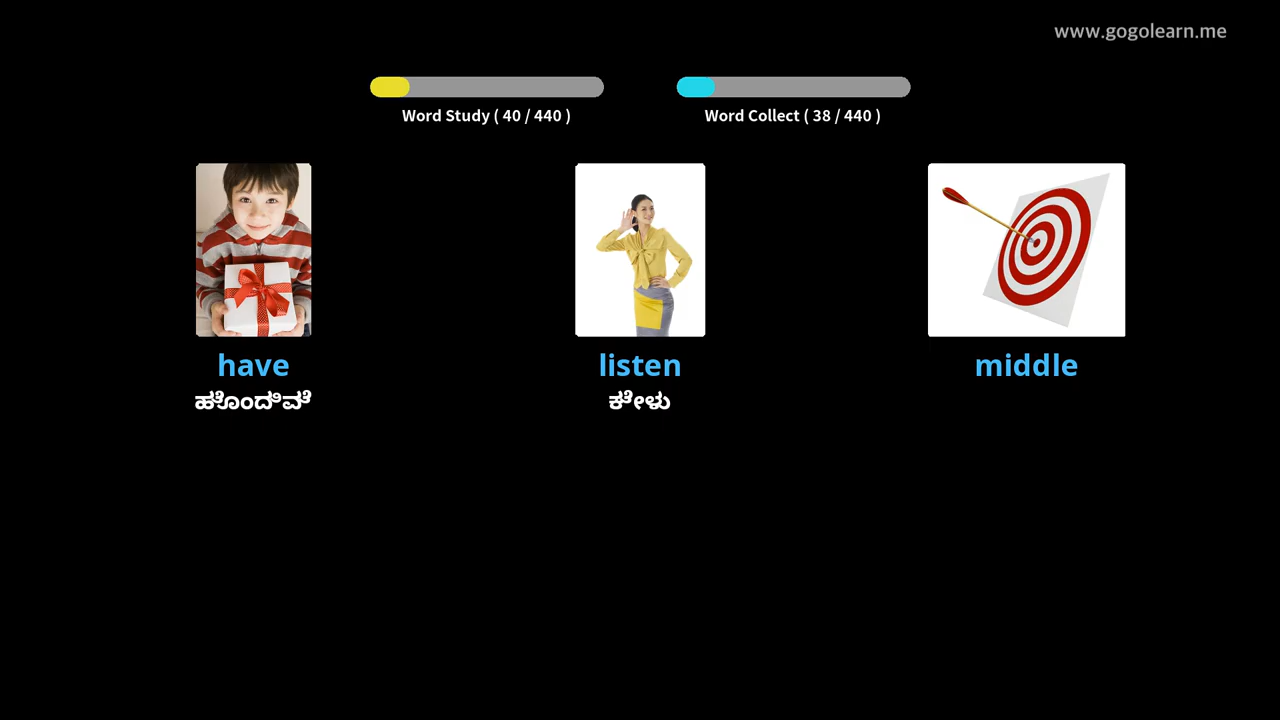 www.gogolearn.me
Word Study ( 40 / 440 )
Word Collect ( 38 / 440 )
have
listen
middle
ಹೊಂದಿವೆ
ಕೇಳು